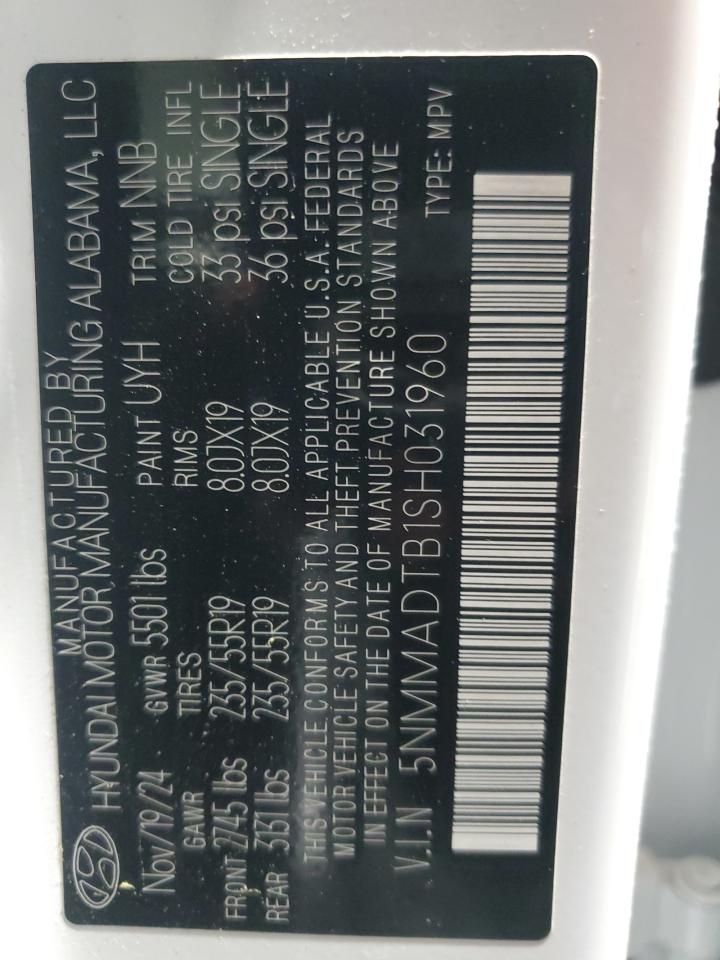 MANUFACTURED BY
HYUNDAI MOTOR MANUFACTURING ALABAMA, LLC
Nov/19/24 GVWR 5501 lbs PAINT UYH TRIM NNB
GAWR TIRES RIMS COLD TIRE INFL
FRONT 2745 lbs 235/55R19 8.0JX19 33 psi SINGLE
REAR 3131 lbs 235/55R19 8.0JX19 36 psi SINGLE
THIS VEHICLE CONFORMS TO ALL APPLICABLE U.S.A. FEDERAL
MOTOR VEHICLE SAFETY AND THEFT PREVENTION STANDARDS
IN EFFECT ON THE DATE OF MANUFACTURE SHOWN ABOVE
V.I.N 5NMMADTB1SH031960 TYPE: MPV